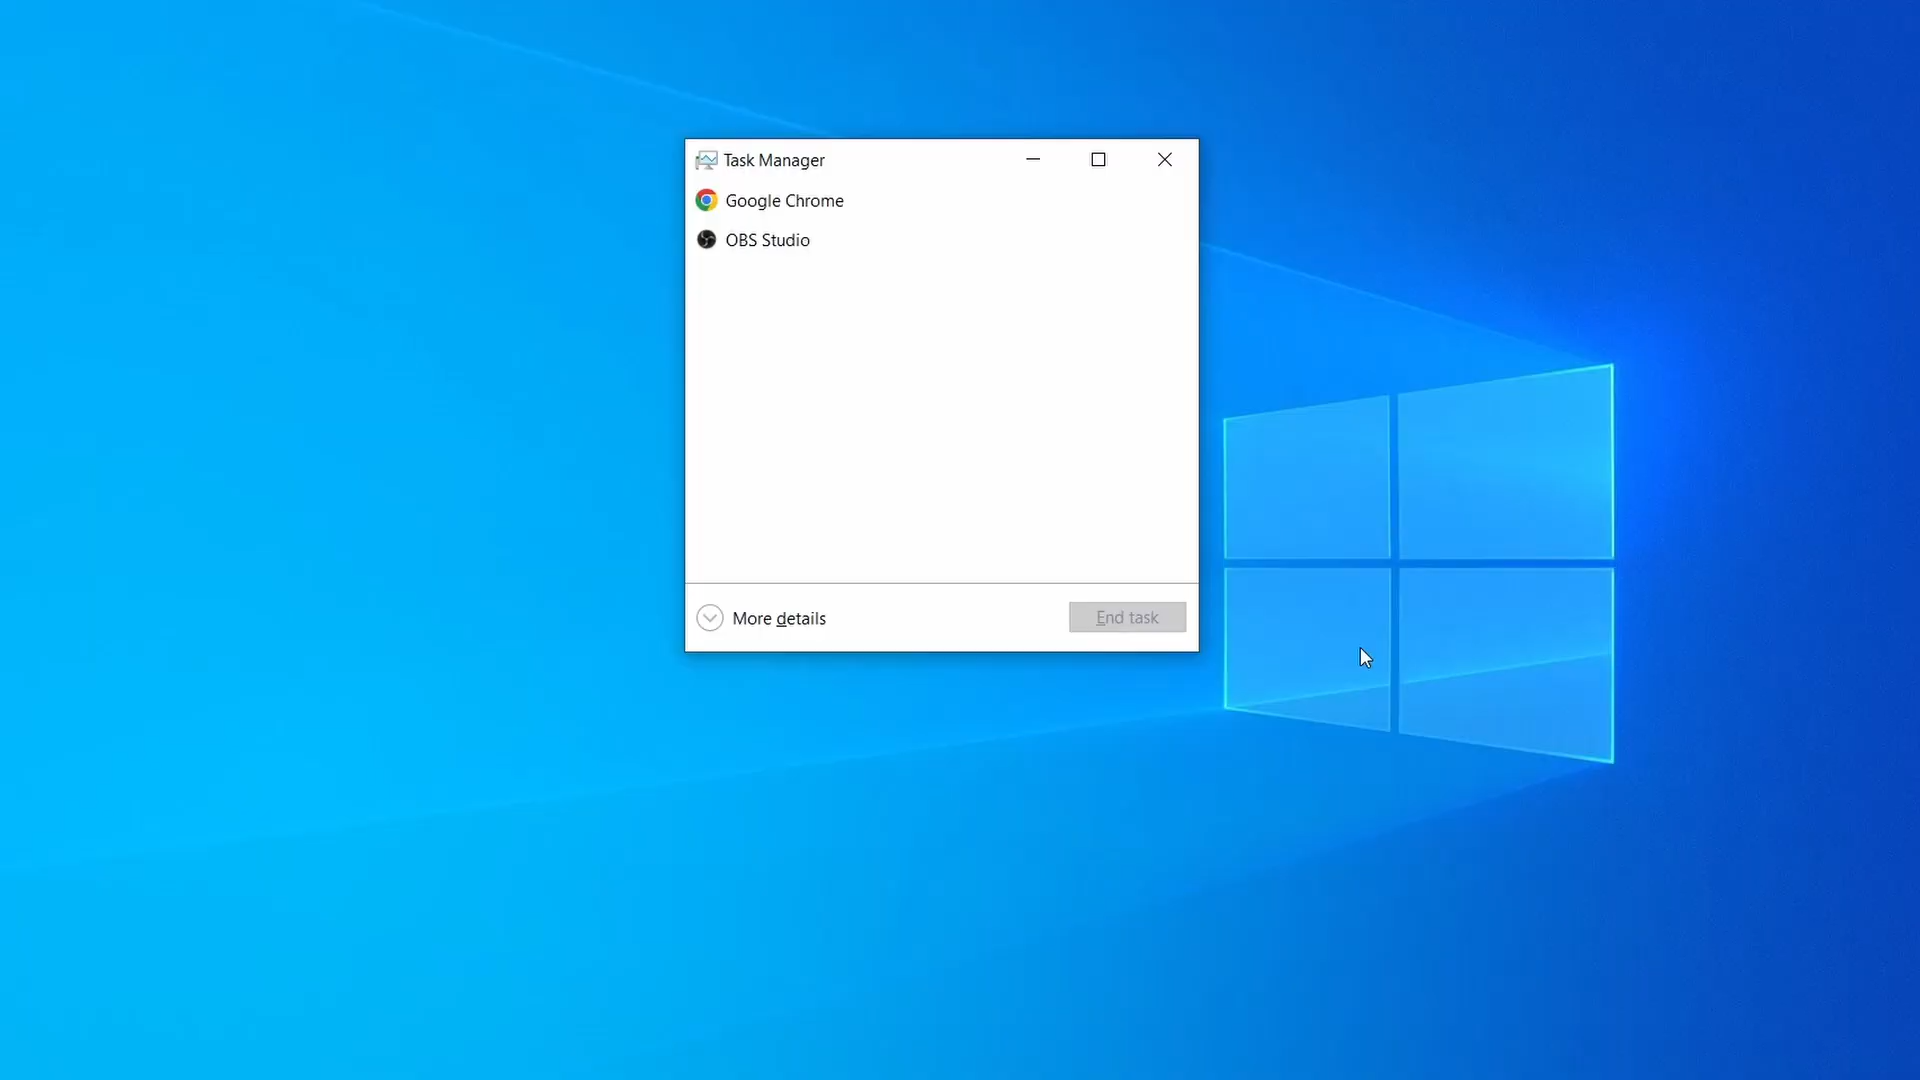 Task Manager
Google Chrome
OBS Studio
More details
End task